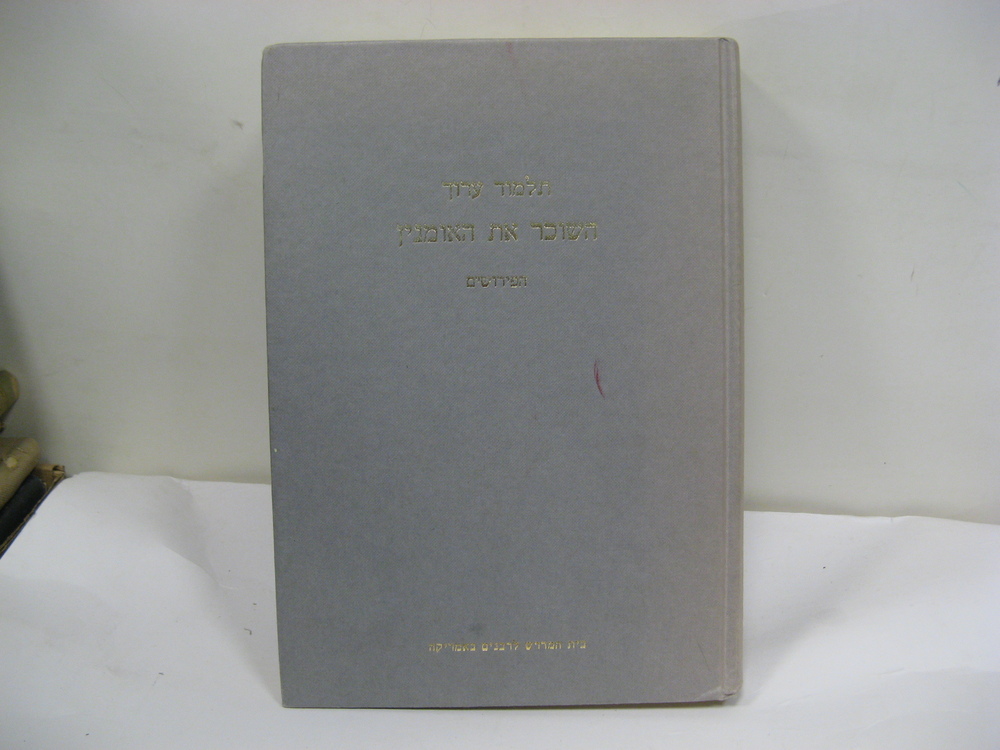 תלמוד ערוך
השוכר את האומנין
הפירושים
בית המדרש לרבנים באמריקה